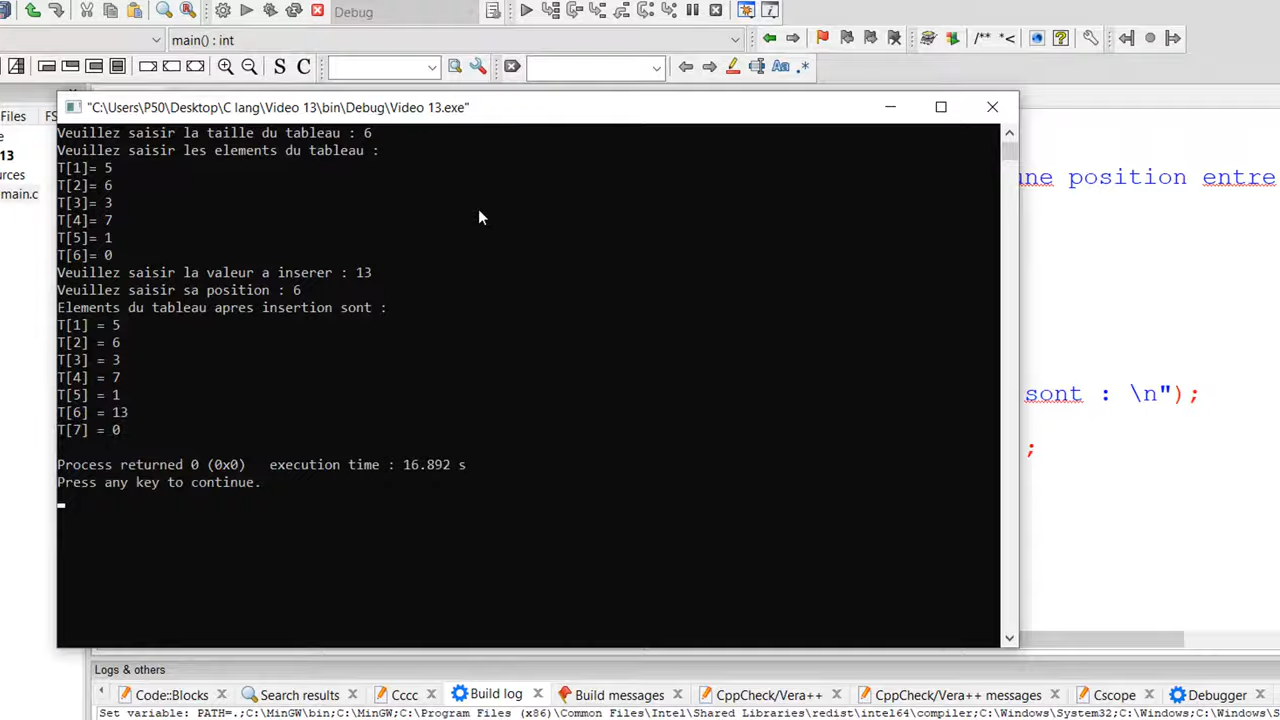 Debug
main() : int
/** *<
S C
Aa .*
Files FS
13
urces
main.c
"C:\Users\P50\Desktop\C lang\Video 13\bin\Debug\Video 13.exe"
Veuillez saisir la taille du tableau : 6
Veuillez saisir les elements du tableau :
T[1]= 5
T[2]= 6
T[3]= 3
T[4]= 7
T[5]= 1
T[6]= 0
Veuillez saisir la valeur a inserer : 13
Veuillez saisir sa position : 6
Elements du tableau apres insertion sont :
T[1] = 5
T[2] = 6
T[3] = 3
T[4] = 7
T[5] = 1
T[6] = 13
T[7] = 0
Process returned 0 (0x0) execution time : 16.892 s
Press any key to continue.
une position entre
sont : \n");
;
Logs & others
Code::Blocks Search results Cccc Build log Build messages CppCheck/Vera++ CppCheck/Vera++ messages Cscope Debugger
Set variable: PATH=.;C:\MinGW\bin;C:\MinGW;C:\Program Files (x86)\Common Files\Intel\Shared Libraries\redist\intel64\compiler;C:\Windows\System32;C:\Windows;C:\Windows\S